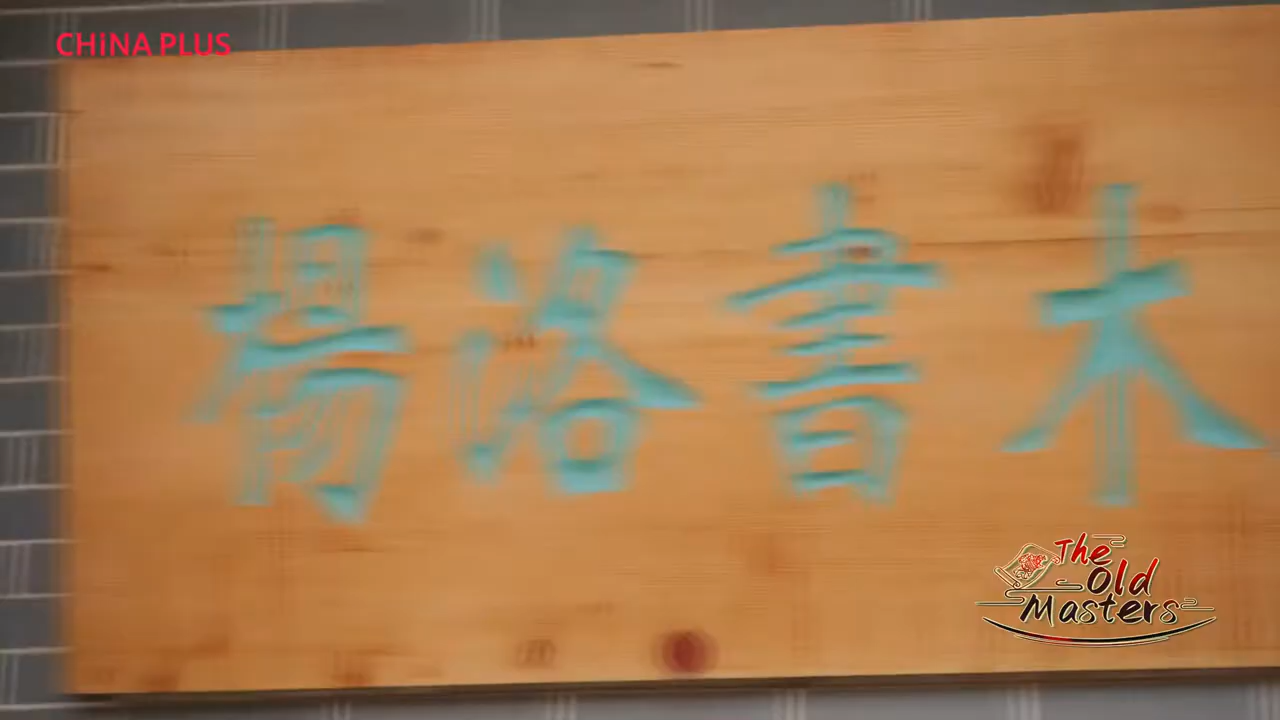 CHiNA PLUS
楊洛書木
The
Old
Masters